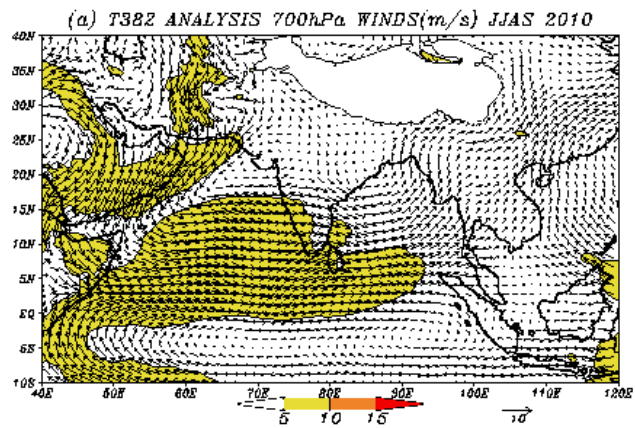 (a) T382 ANALYSIS 700hPa WINDS(m/s) JJAS 2010
40N
35N
30N
25N
20N
15N
10N
5N
EQ
5S
10S
40E 50E 60E 70E 80E 90E 100E 110E 120E
5 10 15
10